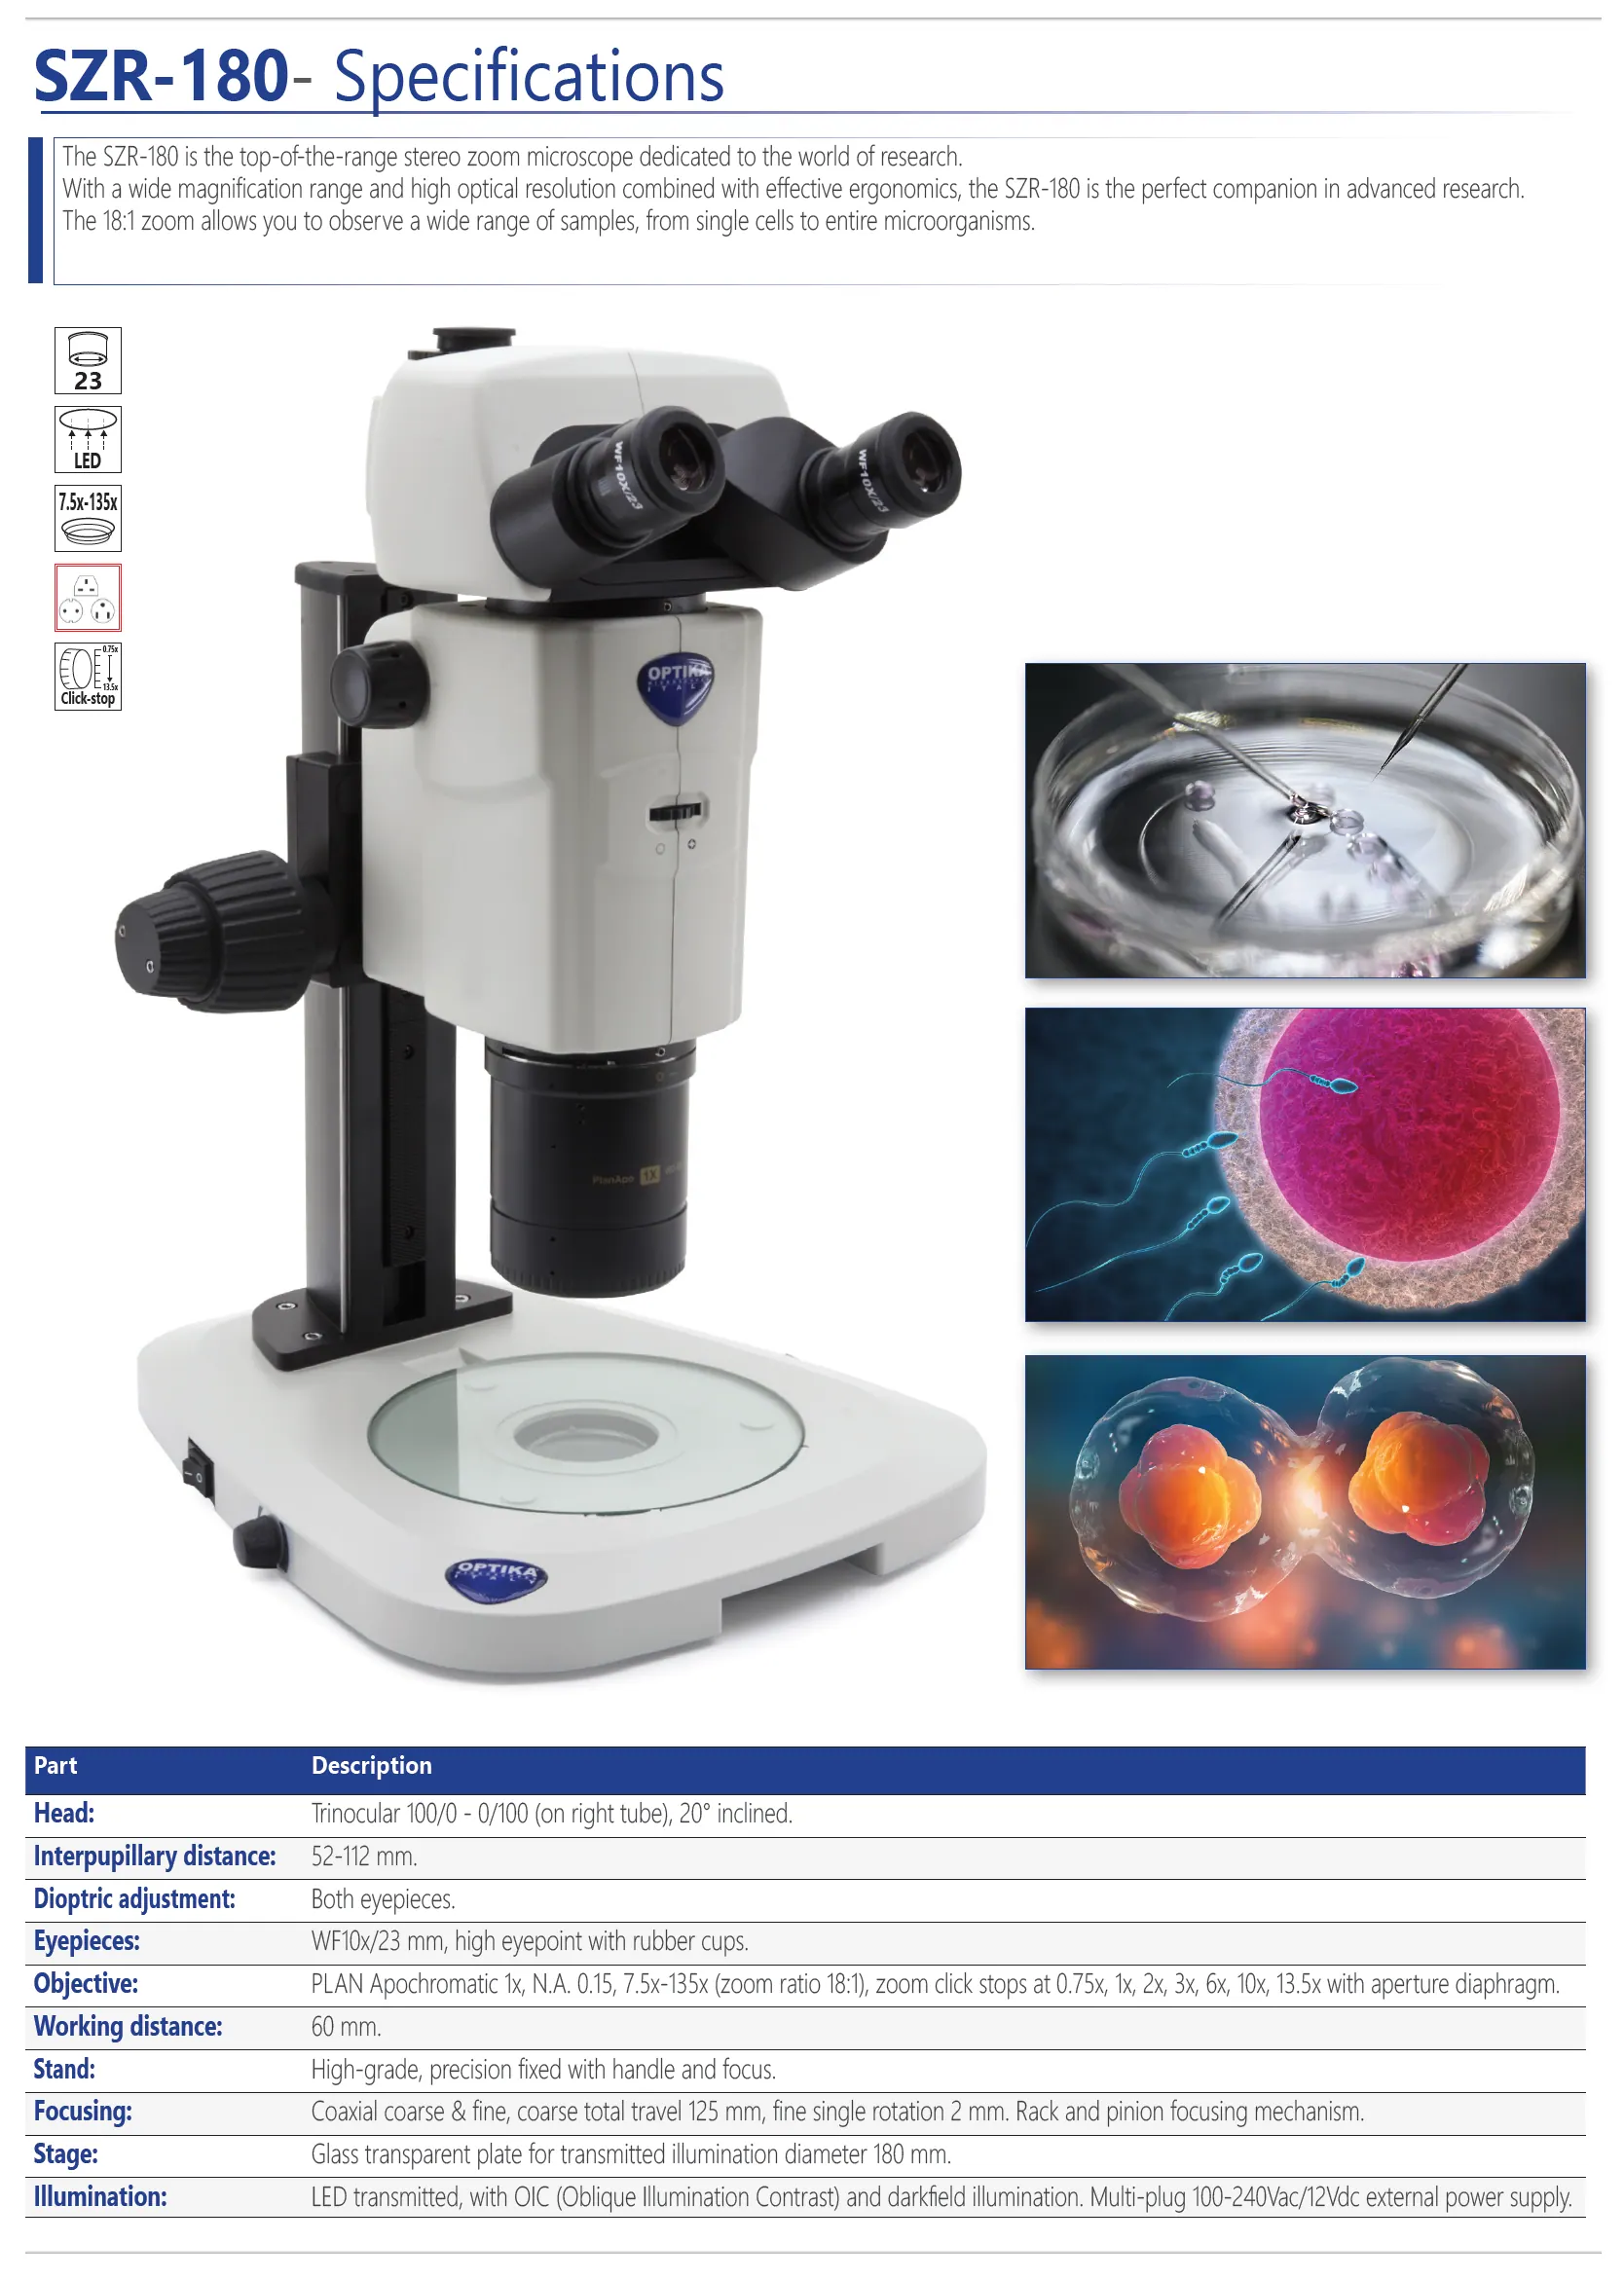 SZR-180- Specifications
The SZR-180 is the top-of-the-range stereo zoom microscope dedicated to the world of research.
With a wide magnification range and high optical resolution combined with effective ergonomics, the SZR-180 is the perfect companion in advanced research.
The 18:1 zoom allows you to observe a wide range of samples, from single cells to entire microorganisms.
23
LED
7.5x-135x
0.75x
13.5x
Click-stop
WF10X/23
WF10X/23
OPTIKA
ITALY
PlanApo 1X
OPTIKA
ITALY
Part Description
Head: Trinocular 100/0 - 0/100 (on right tube), 20° inclined.
Interpupillary distance: 52-112 mm.
Dioptric adjustment: Both eyepieces.
Eyepieces: WF10x/23 mm, high eyepoint with rubber cups.
Objective: PLAN Apochromatic 1x, N.A. 0.15, 7.5x-135x (zoom ratio 18:1), zoom click stops at 0.75x, 1x, 2x, 3x, 6x, 10x, 13.5x with aperture diaphragm.
Working distance: 60 mm.
Stand: High-grade, precision fixed with handle and focus.
Focusing: Coaxial coarse & fine, coarse total travel 125 mm, fine single rotation 2 mm. Rack and pinion focusing mechanism.
Stage: Glass transparent plate for transmitted illumination diameter 180 mm.
Illumination: LED transmitted, with OIC (Oblique Illumination Contrast) and darkfield illumination. Multi-plug 100-240Vac/12Vdc external power supply.